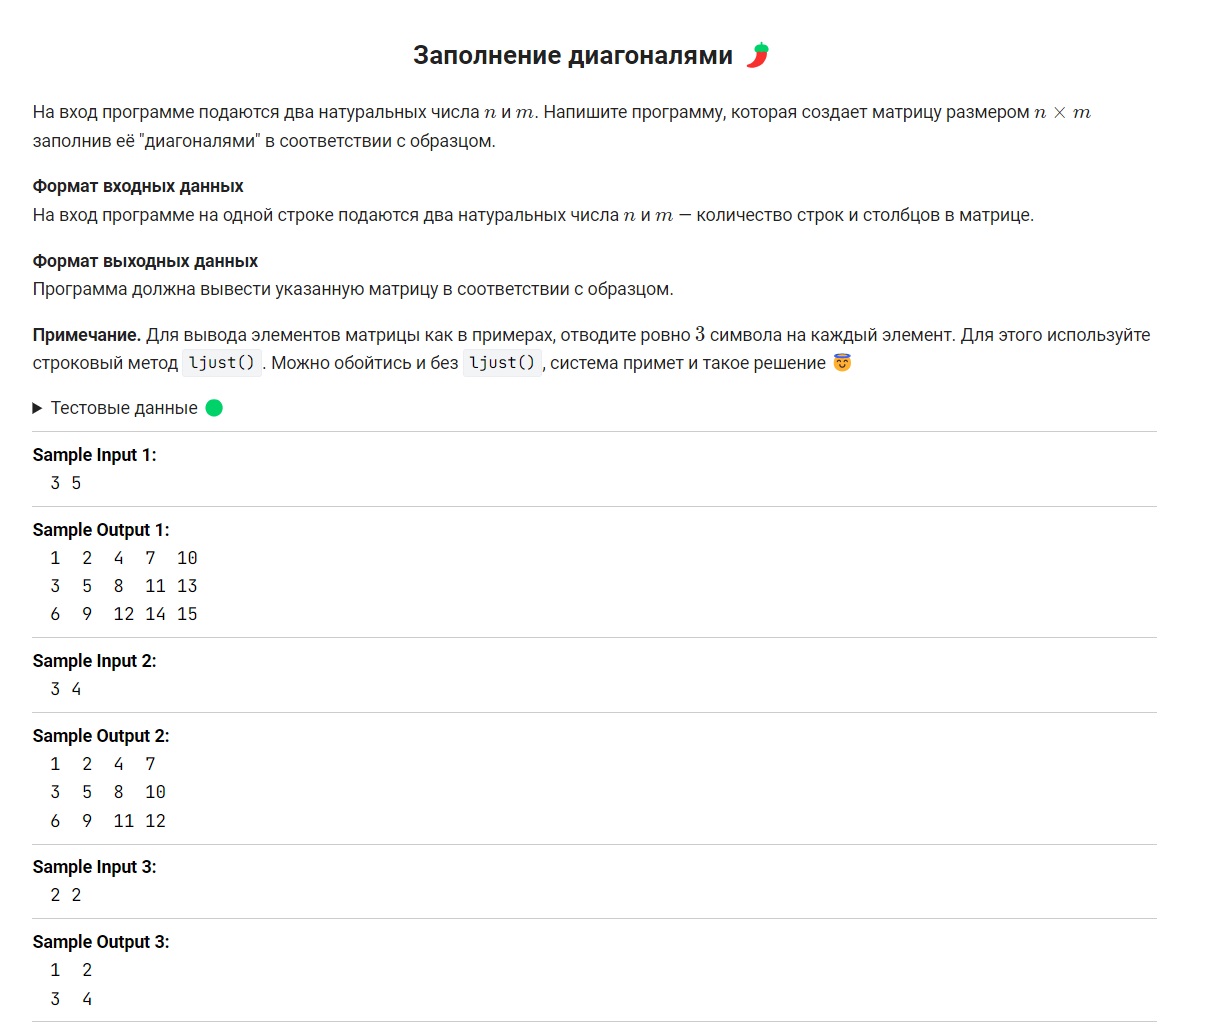 Заполнение диагоналями 🌶️
На вход программе подаются два натуральных числа n и m. Напишите программу, которая создает матрицу размером n × m
заполнив её "диагоналями" в соответствии с образцом.
Формат входных данных
На вход программе на одной строке подаются два натуральных числа n и m — количество строк и столбцов в матрице.
Формат выходных данных
Программа должна вывести указанную матрицу в соответствии с образцом.
Примечание. Для вывода элементов матрицы как в примерах, отводите ровно 3 символа на каждый элемент. Для этого используйте
строковый метод ljust(). Можно обойтись и без ljust(), система примет и такое решение 😇
▶ Тестовые данные 🟢
Sample Input 1:
3 5
Sample Output 1:
1  2  4  7  10
3  5  8  11 13
6  9  12 14 15
Sample Input 2:
3 4
Sample Output 2:
1  2  4  7
3  5  8  10
6  9  11 12
Sample Input 3:
2 2
Sample Output 3:
1  2
3  4